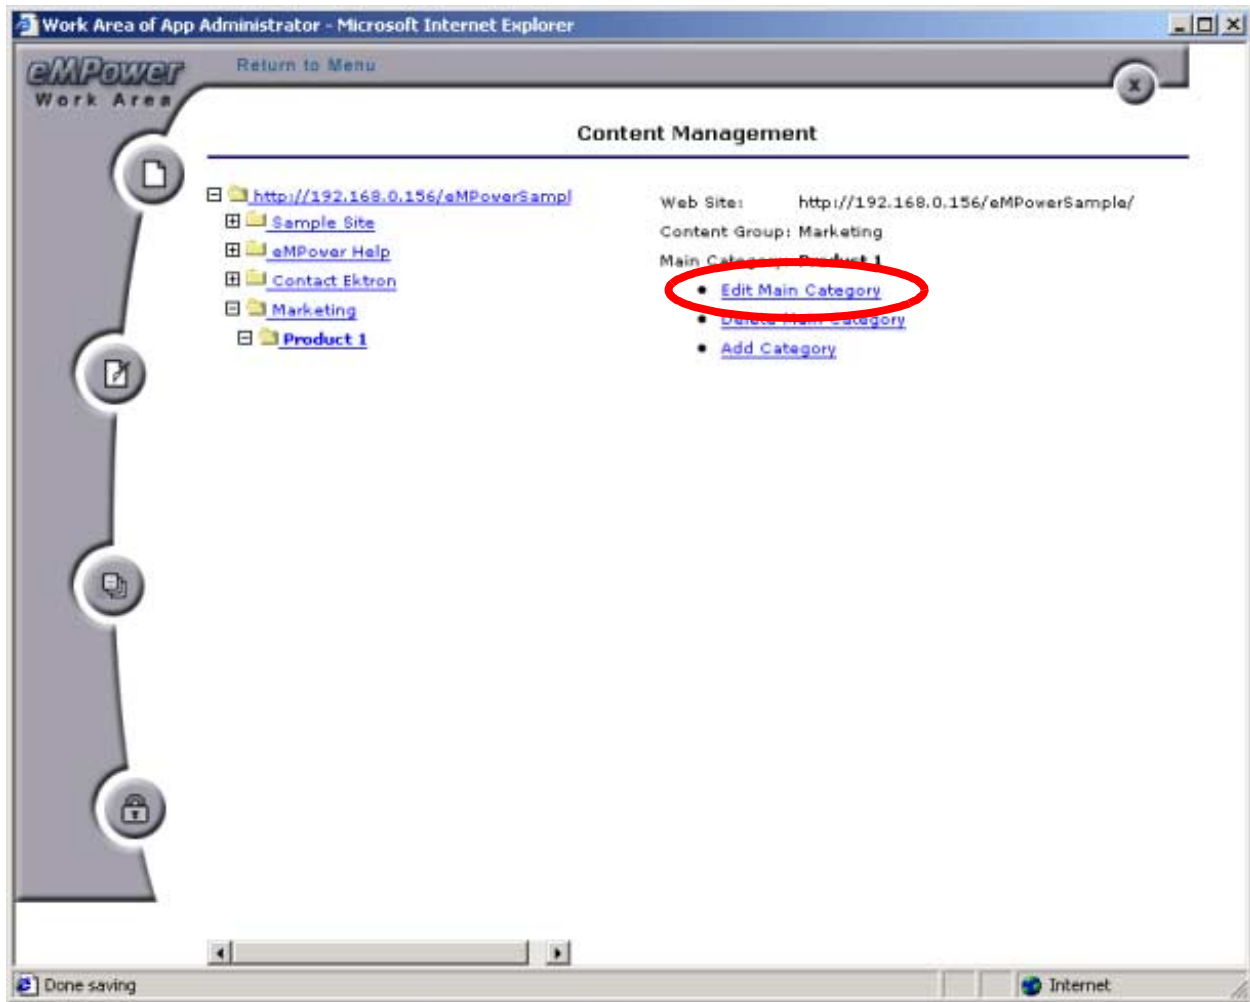 Work Area of App Administrator - Microsoft Internet Explorer
eMPower
Return to Menu
Work Area
x
Content Management
http://192.168.0.156/eMPowerSampl
Sample Site
eMPower Help
Contact Ektron
Marketing
Product 1
Web Site: http://192.168.0.156/eMPowerSample/
Content Group: Marketing
Main Category: Product 1
• Edit Main Category
• Delete Main Category
• Add Category
Done saving
Internet